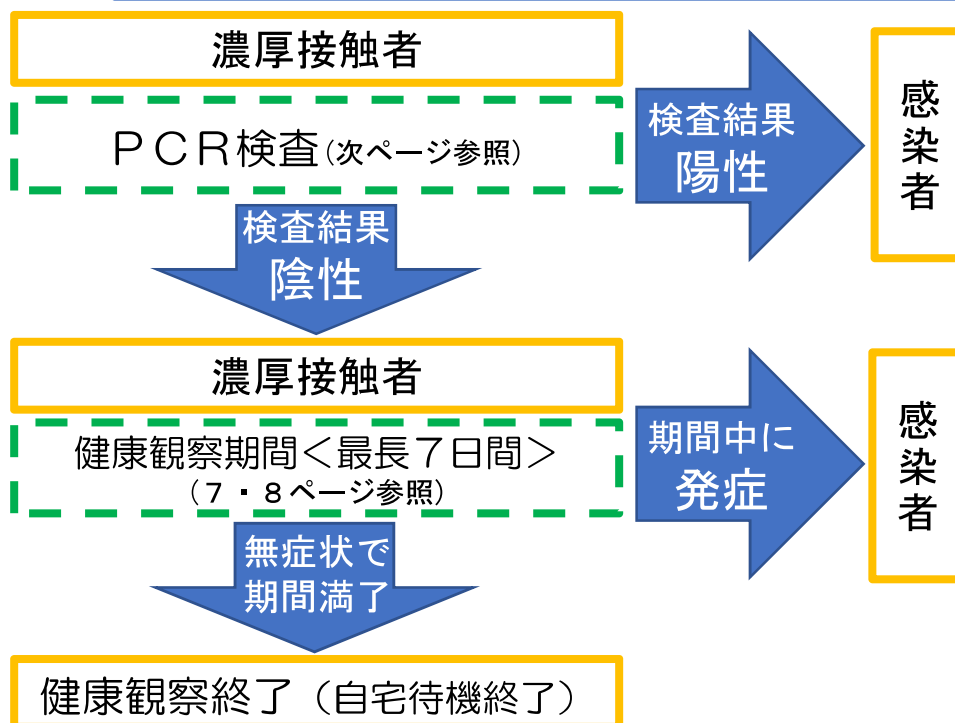 濃厚接触者
ＰＣＲ検査（次ページ参照）
検査結果
陽性
感染者
検査結果
陰性
濃厚接触者
健康観察期間＜最長７日間＞
（７・８ページ参照）
期間中に
発症
感染者
無症状で
期間満了
健康観察終了（自宅待機終了）